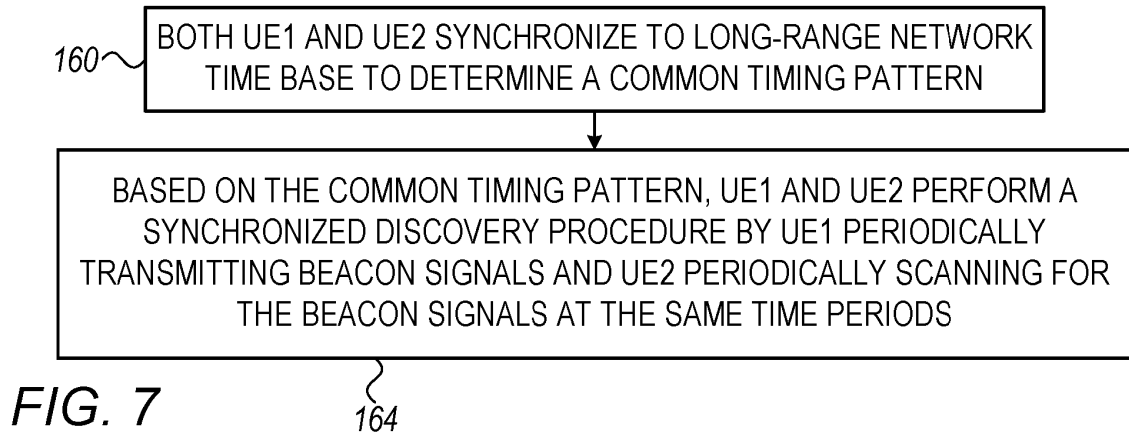 160
BOTH UE1 AND UE2 SYNCHRONIZE TO LONG-RANGE NETWORK
TIME BASE TO DETERMINE A COMMON TIMING PATTERN
BASED ON THE COMMON TIMING PATTERN, UE1 AND UE2 PERFORM A
SYNCHRONIZED DISCOVERY PROCEDURE BY UE1 PERIODICALLY
TRANSMITTING BEACON SIGNALS AND UE2 PERIODICALLY SCANNING FOR
THE BEACON SIGNALS AT THE SAME TIME PERIODS
164
FIG. 7